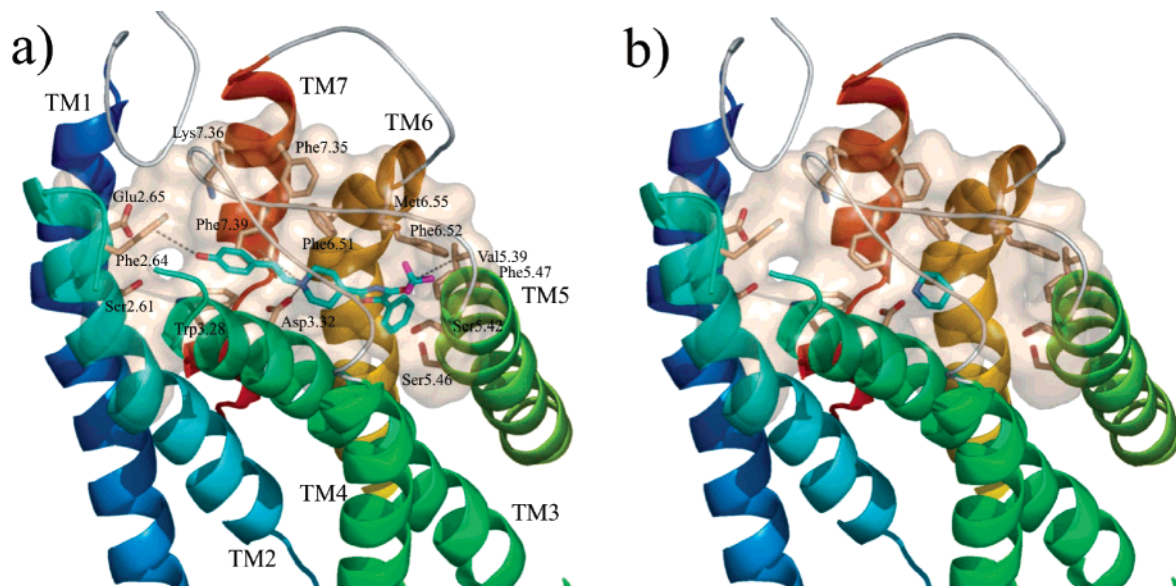 a)
b)
TM7
TM1
TM6
Lys7.36
Phe7.35
Glu2.65
Met6.55
Phe7.39
Phe6.51
Phe6.52
Val5.39
Phe2.64
Phe5.47
TM5
Ser2.61
Trp3.28
Asp3.32
Ser5.42
Ser5.46
TM4
TM3
TM2